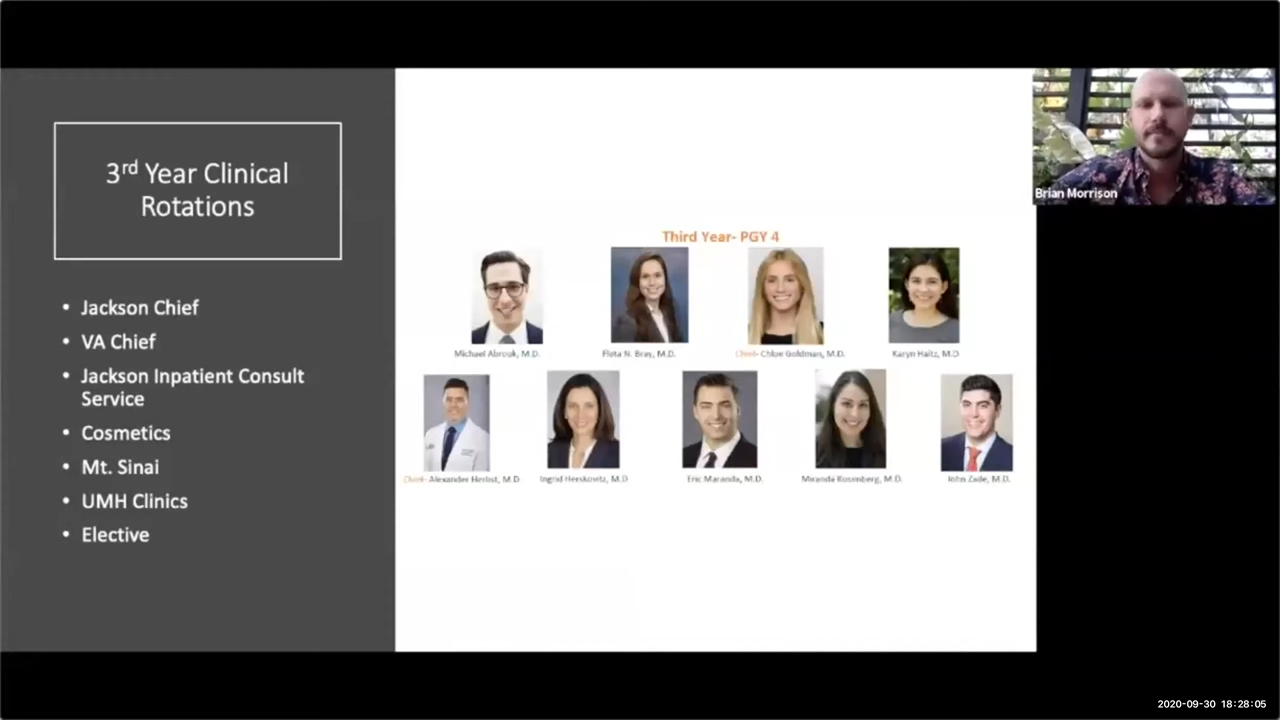 3rd Year Clinical
Rotations
• Jackson Chief
• VA Chief
• Jackson Inpatient Consult
Service
• Cosmetics
• Mt. Sinai
• UMH Clinics
• Elective
Third Year- PGY 4
Michael Abrouk, M.D.
Fleta N. Bray, M.D.
Chief- Chloe Goldman, M.D.
Karyn Haitz, M.D
Chief- Alexander Herbst, M.D
Ingrid Herskovitz, M.D
Eric Maranda, M.D.
Miranda Rosenberg, M.D.
John Zade, M.D.
Brian Morrison
2020-09-30 18:28:05